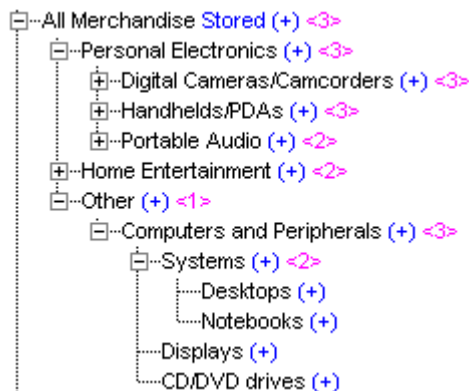 All Merchandise Stored (+) <3>
Personal Electronics (+) <3>
Digital Cameras/Camcorders (+) <3>
Handhelds/PDAs (+) <3>
Portable Audio (+) <2>
Home Entertainment (+) <2>
Other (+) <1>
Computers and Peripherals (+) <3>
Systems (+) <2>
Desktops (+)
Notebooks (+)
Displays (+)
CD/DVD drives (+)